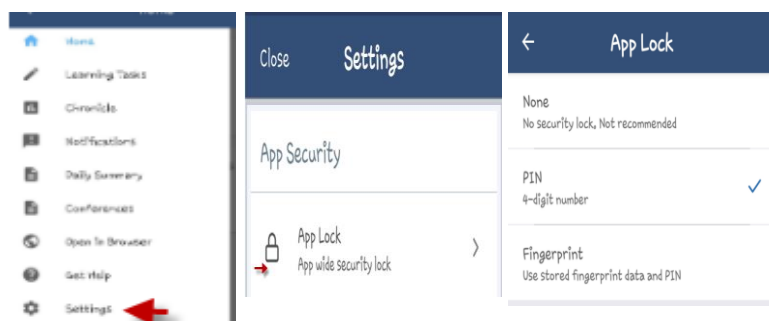 Home
Learning Tasks
Chronicle
Notifications
Daily Summary
Conferences
Open in Browser
Get Help
Settings
Close Settings
App Security
App Lock
App wide security lock
App Lock
None
No security lock, Not recommended
PIN
4-digit number
Fingerprint
Use stored fingerprint data and PIN